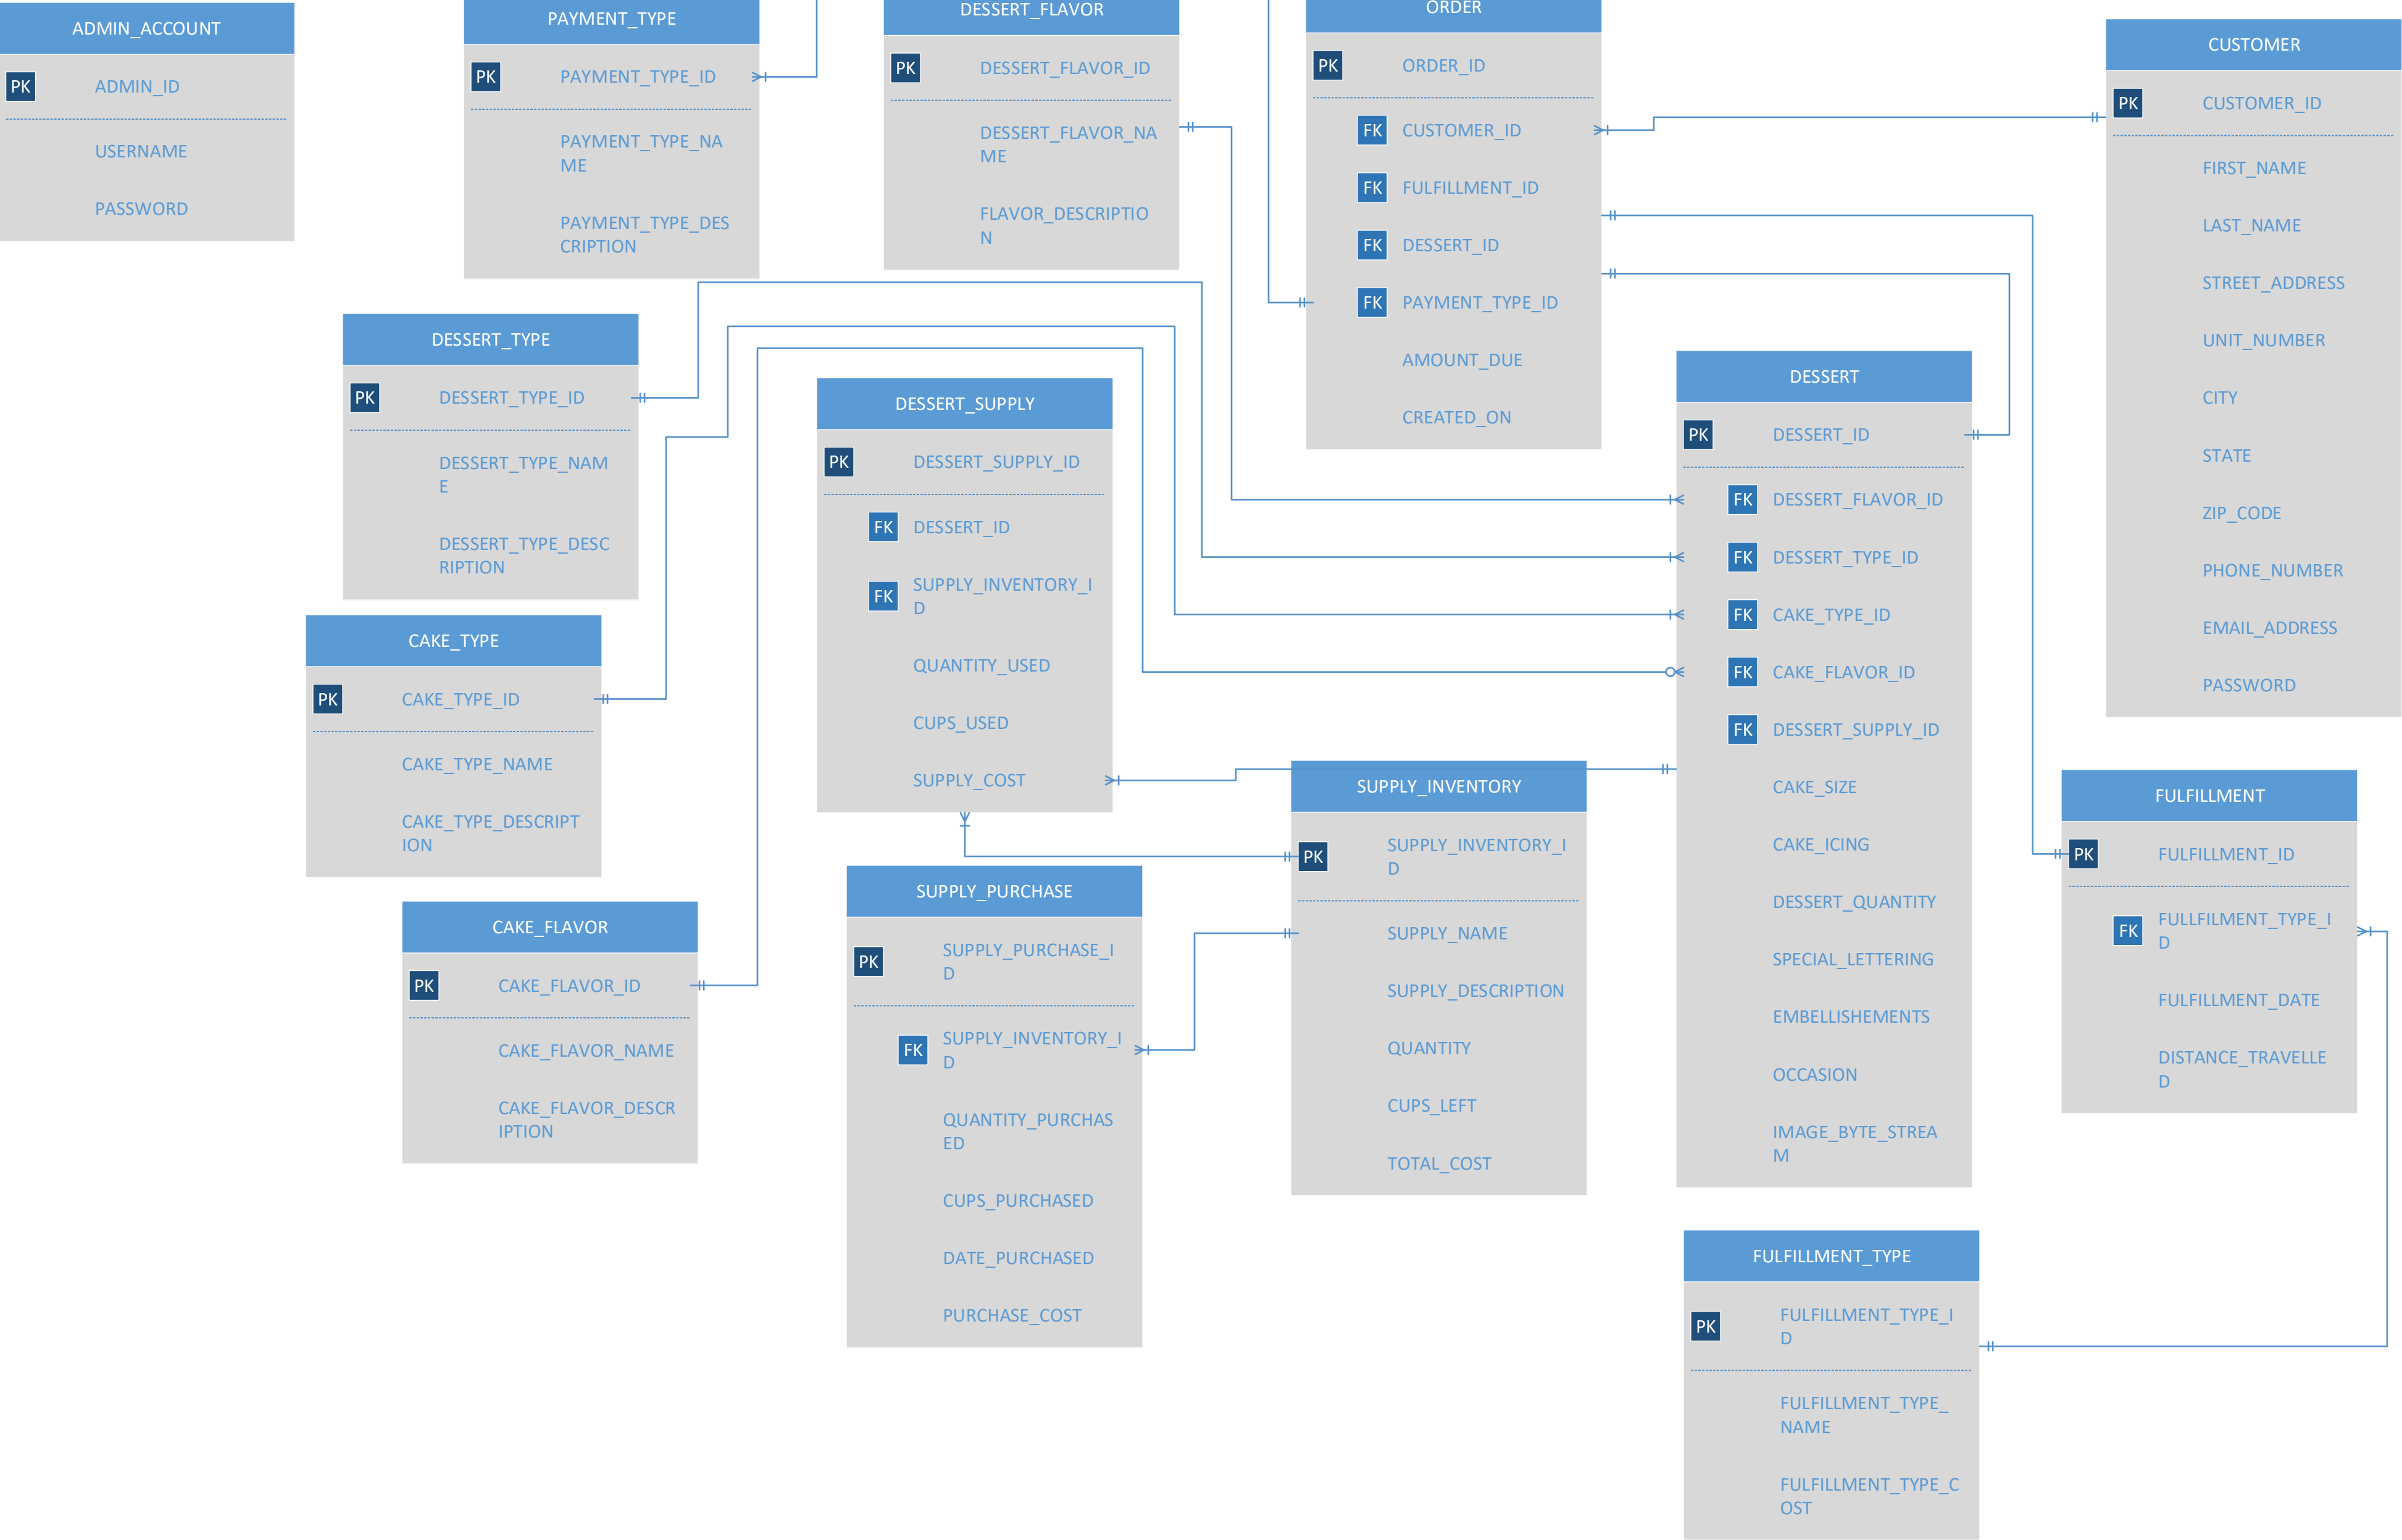 ADMIN_ACCOUNT
PK
ADMIN_ID
USERNAME
PASSWORD
PAYMENT_TYPE
PK
PAYMENT_TYPE_ID
PAYMENT_TYPE_NA
ME
PAYMENT_TYPE_DES
CRIPTION
DESSERT_FLAVOR
PK
DESSERT_FLAVOR_ID
DESSERT_FLAVOR_NA
ME
FLAVOR_DESCRIPTIO
N
ORDER
PK
ORDER_ID
FK
CUSTOMER_ID
FK
FULFILLMENT_ID
FK
DESSERT_ID
FK
PAYMENT_TYPE_ID
AMOUNT_DUE
CREATED_ON
CUSTOMER
PK
CUSTOMER_ID
FIRST_NAME
LAST_NAME
STREET_ADDRESS
UNIT_NUMBER
CITY
STATE
ZIP_CODE
PHONE_NUMBER
EMAIL_ADDRESS
PASSWORD
DESSERT_TYPE
PK
DESSERT_TYPE_ID
DESSERT_TYPE_NAM
E
DESSERT_TYPE_DESC
RIPTION
DESSERT_SUPPLY
PK
DESSERT_SUPPLY_ID
FK
DESSERT_ID
FK
SUPPLY_INVENTORY_I
D
QUANTITY_USED
CUPS_USED
SUPPLY_COST
DESSERT
PK
DESSERT_ID
FK
DESSERT_FLAVOR_ID
FK
DESSERT_TYPE_ID
FK
CAKE_TYPE_ID
FK
CAKE_FLAVOR_ID
FK
DESSERT_SUPPLY_ID
CAKE_SIZE
CAKE_ICING
DESSERT_QUANTITY
SPECIAL_LETTERING
EMBELLISHEMENTS
OCCASION
IMAGE_BYTE_STREA
M
CAKE_TYPE
PK
CAKE_TYPE_ID
CAKE_TYPE_NAME
CAKE_TYPE_DESCRIPT
ION
SUPPLY_INVENTORY
PK
SUPPLY_INVENTORY_I
D
SUPPLY_NAME
SUPPLY_DESCRIPTION
QUANTITY
CUPS_LEFT
TOTAL_COST
FULFILLMENT
PK
FULFILLMENT_ID
FK
FULLFILMENT_TYPE_I
D
FULFILLMENT_DATE
DISTANCE_TRAVELLE
D
SUPPLY_PURCHASE
PK
SUPPLY_PURCHASE_I
D
FK
SUPPLY_INVENTORY_I
D
QUANTITY_PURCHAS
ED
CUPS_PURCHASED
DATE_PURCHASED
PURCHASE_COST
CAKE_FLAVOR
PK
CAKE_FLAVOR_ID
CAKE_FLAVOR_NAME
CAKE_FLAVOR_DESCR
IPTION
FULFILLMENT_TYPE
PK
FULFILLMENT_TYPE_I
D
FULFILLMENT_TYPE_
NAME
FULFILLMENT_TYPE_C
OST